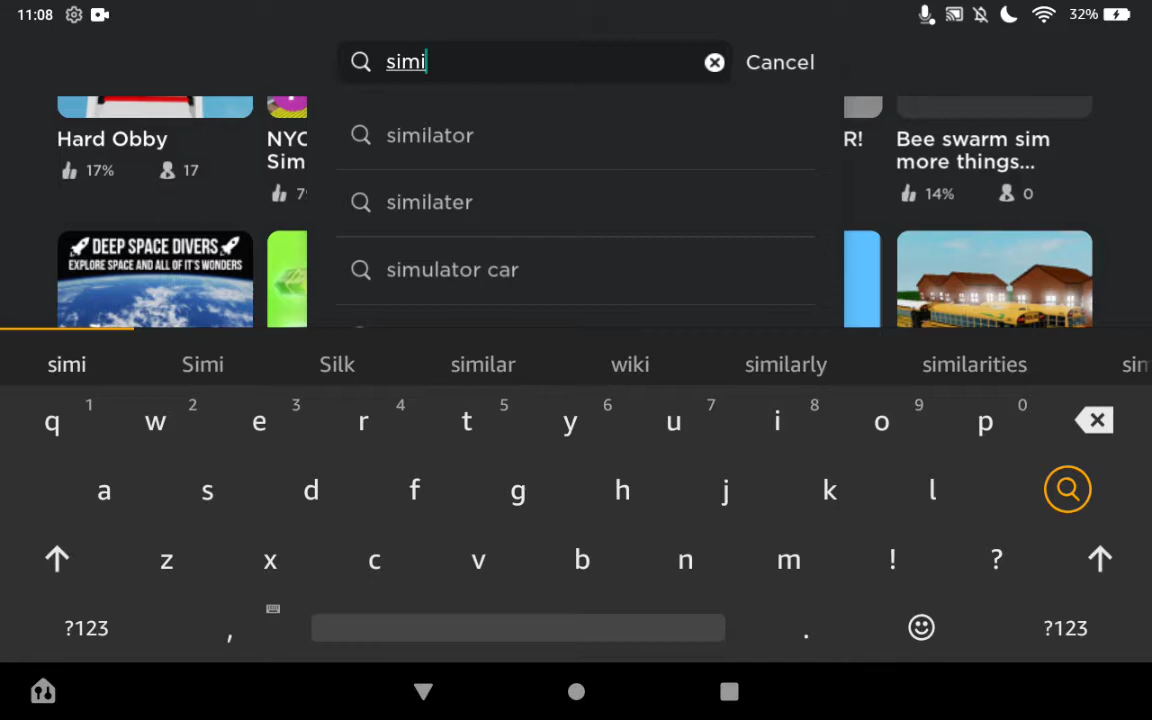 11:08
32%
simi
Cancel
Hard Obby
17%
17
NYC
Sim
7
similator
similater
simulator car
R!
Bee swarm sim
more things...
14%
0
DEEP SPACE DIVERS
EXPLORE SPACE AND ALL OF IT'S WONDERS
simi Simi Silk similar wiki similarly similarities sim
1 2 3 4 5 6 7 8 9 0
q w e r t y u i o p
a s d f g h j k l
z x c v b n m ! ?
?123 , . ?123